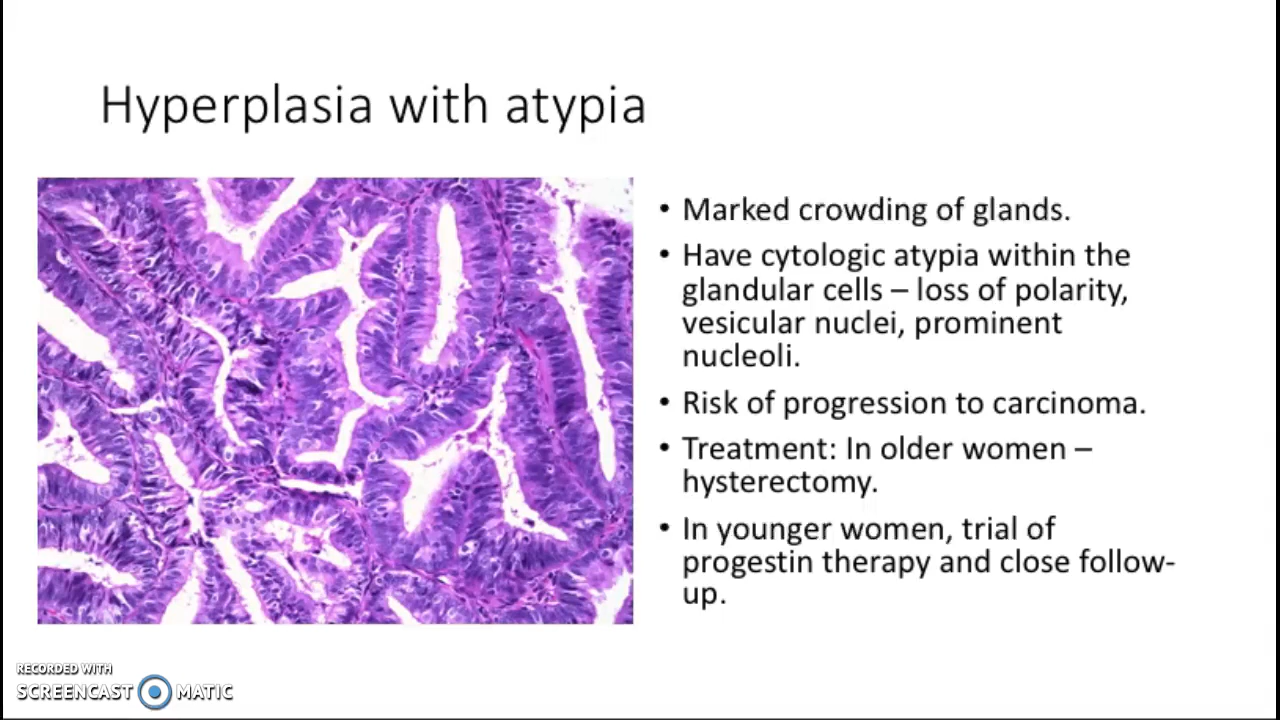 Hyperplasia with atypia
• Marked crowding of glands.
• Have cytologic atypia within the
glandular cells – loss of polarity,
vesicular nuclei, prominent
nucleoli.
• Risk of progression to carcinoma.
• Treatment: In older women –
hysterectomy.
• In younger women, trial of
progestin therapy and close follow-
up.
RECORDED WITH
SCREENCAST MATIC